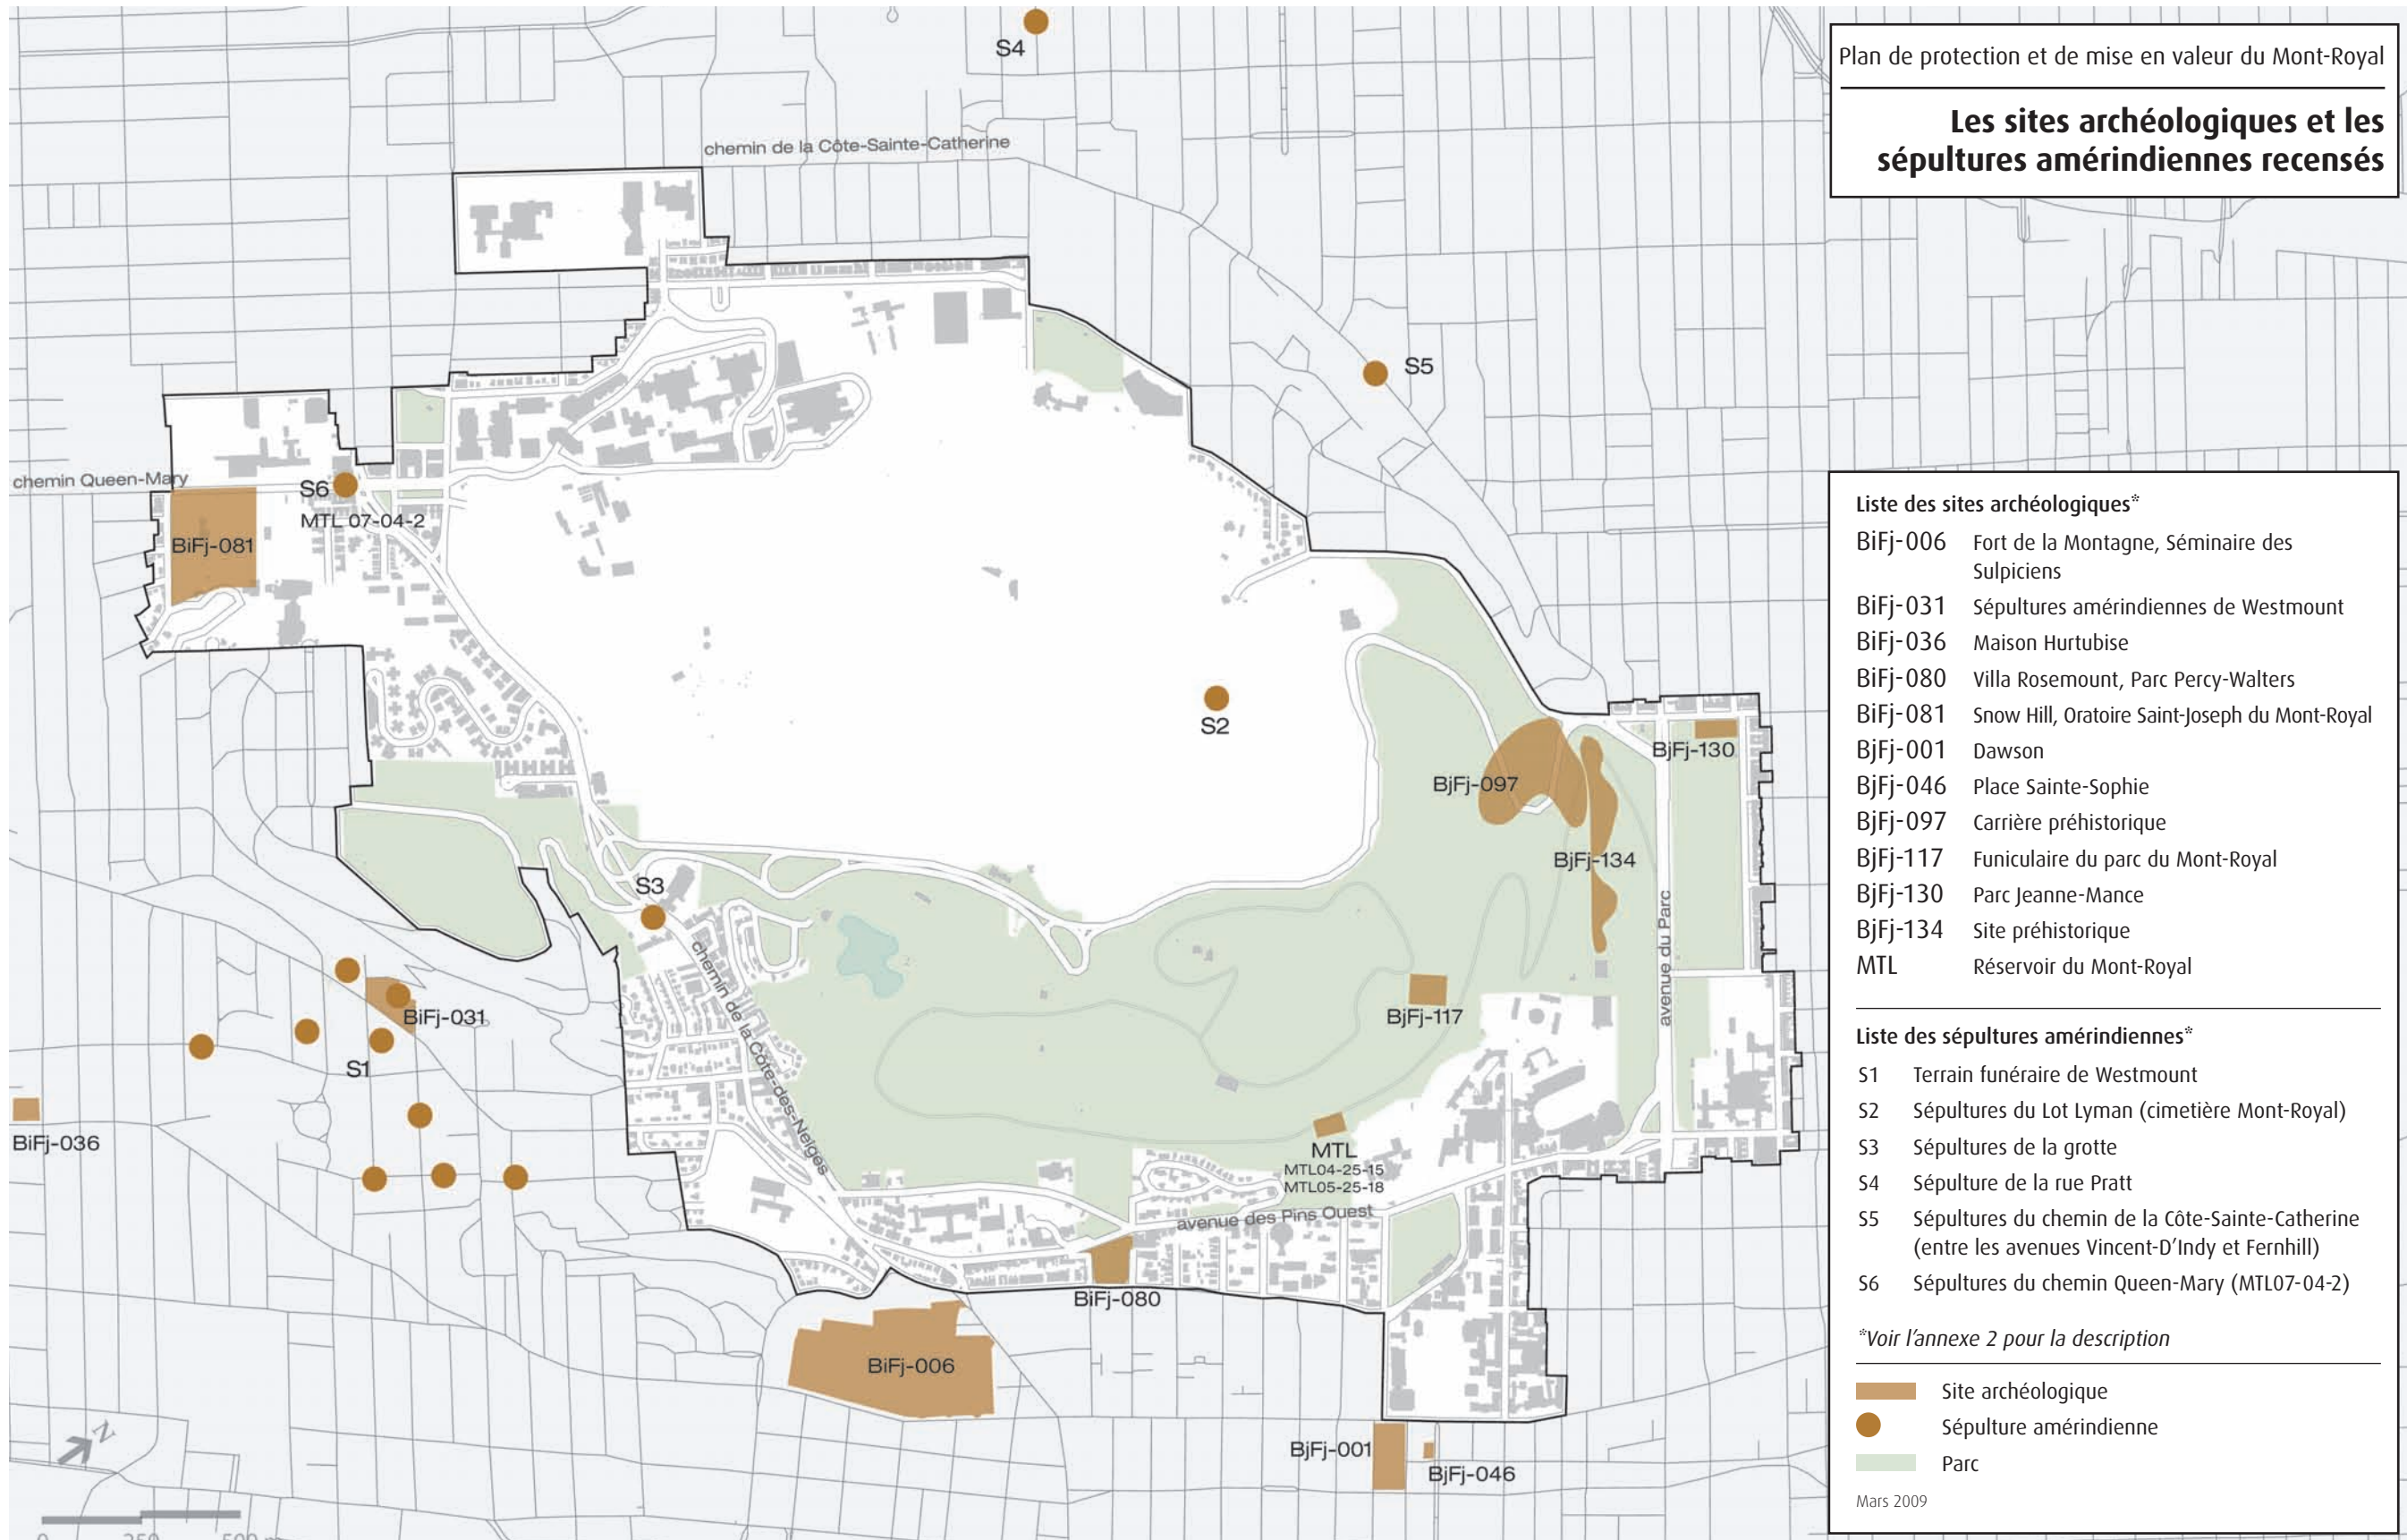 Plan de protection et de mise en valeur du Mont-Royal
Les sites archéologiques et les
sépultures amérindiennes recensés
S4
chemin de la Côte-Sainte-Catherine
S5
chemin Queen-Mary
S6
MTL 07-04-2
BiFj-081
S2
BjFj-130
BjFj-097
BjFj-134
S3
chemin de la Côte-des-Neiges
avenue du Parc
BiFj-031
BjFj-117
S1
BiFj-036
MTL
MTL04-25-15
MTL05-25-18
avenue des Pins Ouest
BiFj-080
BiFj-006
BjFj-001
BjFj-046
N
0 250 500 m
Liste des sites archéologiques*
BiFj-006 Fort de la Montagne, Séminaire des
Sulpiciens
BiFj-031 Sépultures amérindiennes de Westmount
BiFj-036 Maison Hurtubise
BiFj-080 Villa Rosemount, Parc Percy-Walters
BiFj-081 Snow Hill, Oratoire Saint-Joseph du Mont-Royal
BjFj-001 Dawson
BjFj-046 Place Sainte-Sophie
BjFj-097 Carrière préhistorique
BjFj-117 Funiculaire du parc du Mont-Royal
BjFj-130 Parc Jeanne-Mance
BjFj-134 Site préhistorique
MTL Réservoir du Mont-Royal
Liste des sépultures amérindiennes*
S1 Terrain funéraire de Westmount
S2 Sépultures du Lot Lyman (cimetière Mont-Royal)
S3 Sépultures de la grotte
S4 Sépulture de la rue Pratt
S5 Sépultures du chemin de la Côte-Sainte-Catherine
(entre les avenues Vincent-D'Indy et Fernhill)
S6 Sépultures du chemin Queen-Mary (MTL07-04-2)
*Voir l'annexe 2 pour la description
Site archéologique
Sépulture amérindienne
Parc
Mars 2009